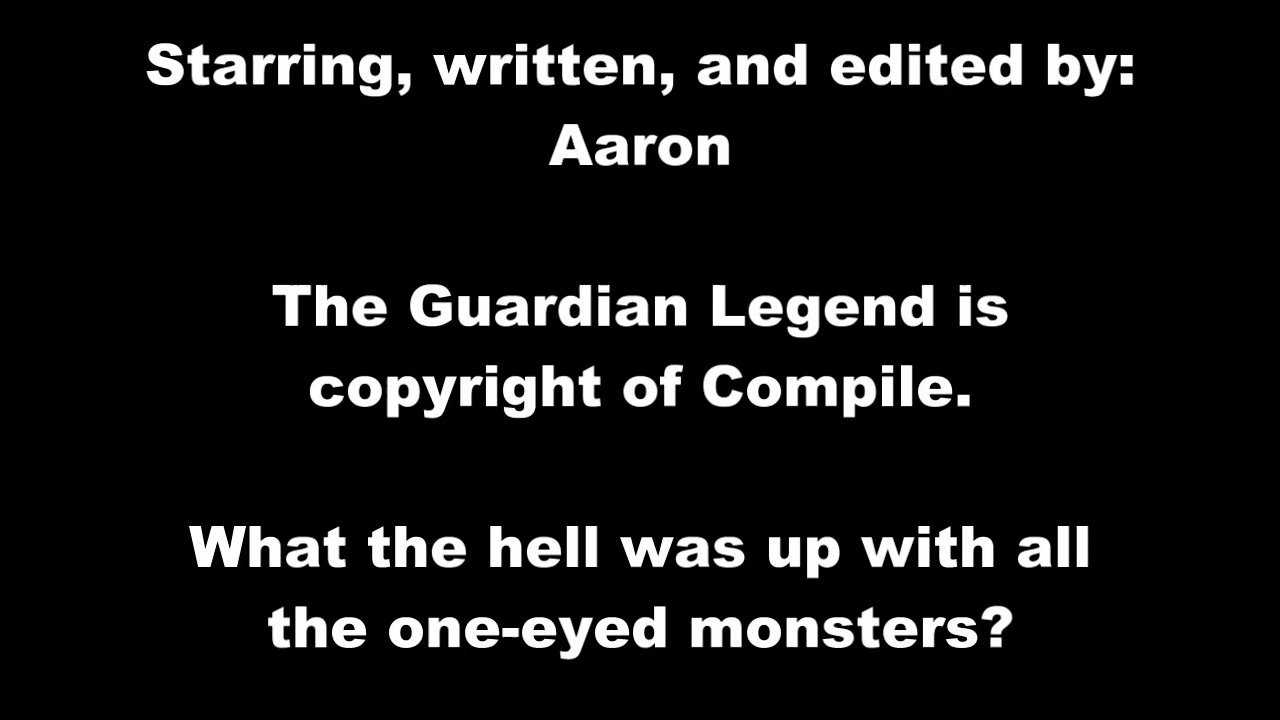 Starring, written, and edited by:
Aaron
The Guardian Legend is
copyright of Compile.
What the hell was up with all
the one-eyed monsters?